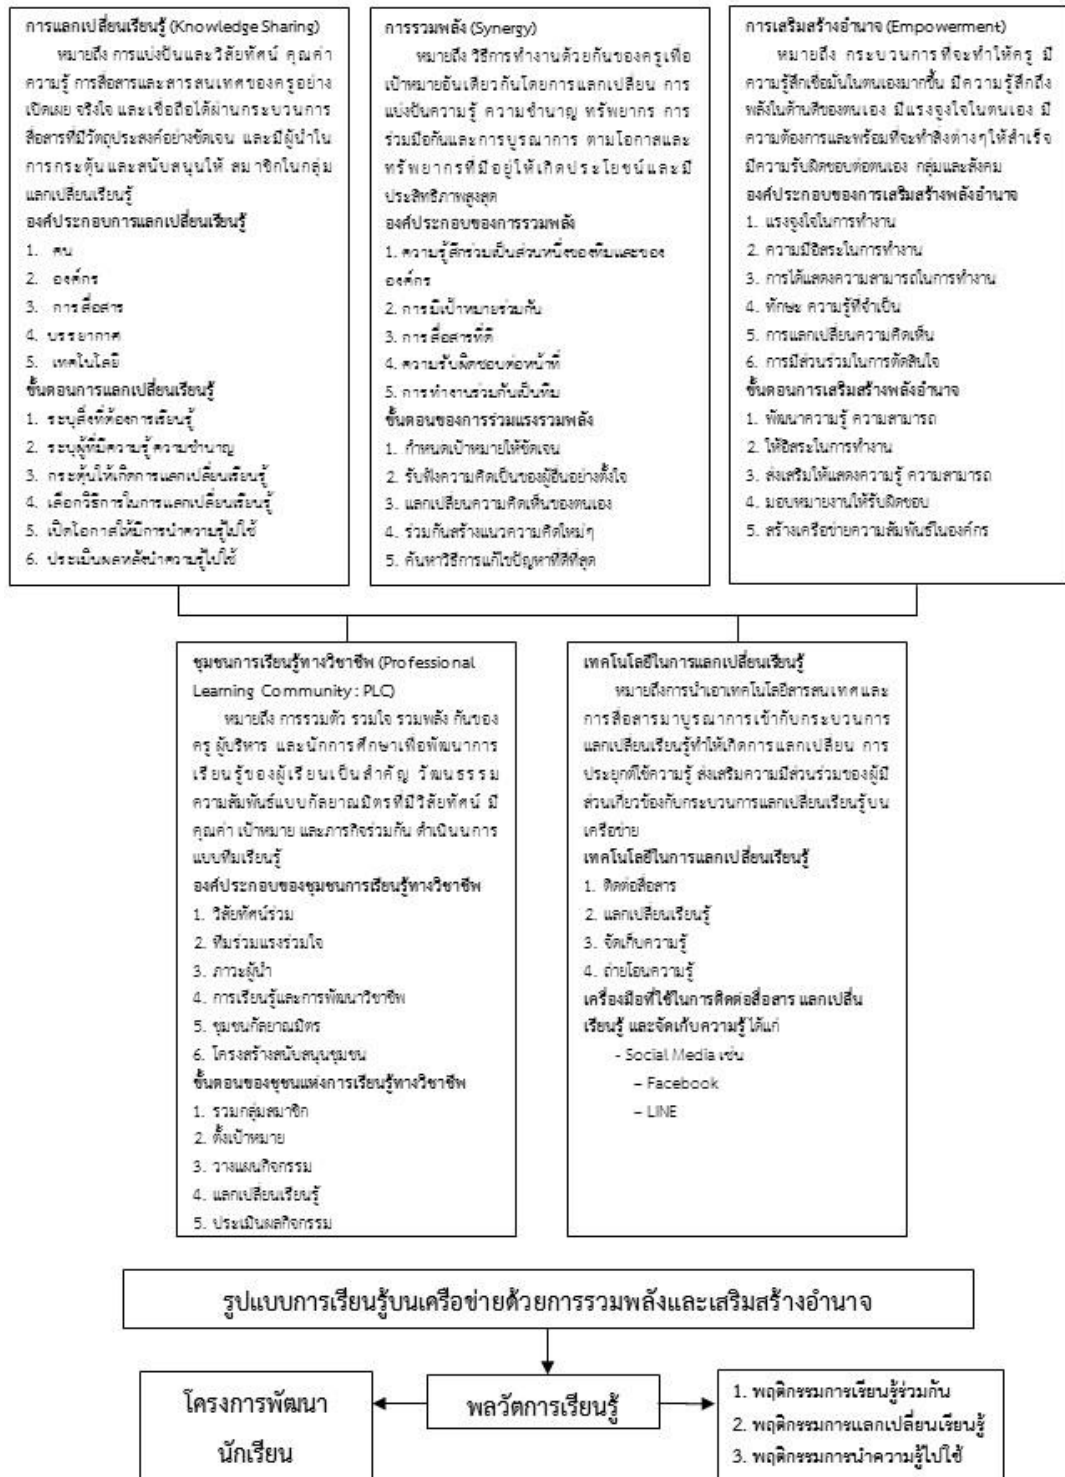 การแลกเปลี่ยนเรียนรู้ (Knowledge Sharing)
หมายถึง การแบ่งปันและวิสัยทัศน์ คุณค่า
ความรู้ การสื่อสารและสารสนเทศของครูอย่าง
เปิดเผย จริงใจ และเชื่อถือได้ผ่านกระบวนการ
สื่อสารที่มีวัตถุประสงค์อย่างชัดเจน และมีผู้นำใน
การกระตุ้นและสนับสนุนให้ สมาชิกในกลุ่ม
แลกเปลี่ยนเรียนรู้
องค์ประกอบการแลกเปลี่ยนเรียนรู้
1. คน
2. องค์กร
3. การสื่อสาร
4. บรรยากาศ
5. เทคโนโลยี
ขั้นตอนการแลกเปลี่ยนเรียนรู้
1. ระบุสิ่งที่ต้องการเรียนรู้
2. ระบุผู้ที่มีความรู้ ความชำนาญ
3. กระตุ้นให้เกิดการแลกเปลี่ยนเรียนรู้
4. เลือกวิธีการในการแลกเปลี่ยนเรียนรู้
5. เปิดโอกาสให้มีการนำความรู้ไปใช้
6. ประเมินผลหลังนำความรู้ไปใช้
การรวมพลัง (Synergy)
หมายถึง วิธีการทำงานด้วยกันของครูเพื่อ
เป้าหมายอันเดียวกันโดยการแลกเปลี่ยน การ
แบ่งปันความรู้ ความชำนาญ ทรัพยากร การ
ร่วมมือกันและการบูรณาการ ตามโอกาสและ
ทรัพยากรที่มีอยู่ให้เกิดประโยชน์และมี
ประสิทธิภาพสูงสุด
องค์ประกอบของการรวมพลัง
1. ความรู้สึกร่วมเป็นส่วนหนึ่งของทีมและของ
องค์กร
2. การมีเป้าหมายร่วมกัน
3. การสื่อสารที่ดี
4. ความรับผิดชอบต่อหน้าที่
5. การทำงานร่วมกันเป็นทีม
ขั้นตอนของการร่วมแรงรวมพลัง
1. กำหนดเป้าหมายให้ชัดเจน
2. รับฟังความคิดเป็นของผู้อื่นอย่างตั้งใจ
3. แลกเปลี่ยนความคิดเห็นของตนเอง
4. ร่วมกันสร้างแนวความคิดใหม่ๆ
5. ค้นหาวิธีการแก้ไขปัญหาที่ดีที่สุด
การเสริมสร้างอำนาจ (Empowerment)
หมายถึง กระบวนการที่จะทำให้ครู มี
ความรู้สึกเชื่อมั่นในตนเองมากขึ้น มีความรู้สึกถึง
พลังในด้านดีของตนเอง มีแรงจูงใจในตนเอง มี
ความต้องการและพร้อมที่จะทำสิ่งต่างๆให้สำเร็จ
มีความรับผิดชอบต่อตนเอง กลุ่มและสังคม
องค์ประกอบของการเสริมสร้างพลังอำนาจ
1. แรงจูงใจในการทำงาน
2. ความมีอิสระในการทำงาน
3. การได้แสดงความสามารถในการทำงาน
4. ทักษะ ความรู้ที่จำเป็น
5. การแลกเปลี่ยนความคิดเห็น
6. การมีส่วนร่วมในการตัดสินใจ
ขั้นตอนการเสริมสร้างพลังอำนาจ
1. พัฒนาความรู้ ความสามารถ
2. ให้อิสระในการทำงาน
3. ส่งเสริมให้แสดงความรู้ ความสามารถ
4. มอบหมายงานให้รับผิดชอบ
5. สร้างเครือข่ายความสัมพันธ์ในองค์กร
ชุมชนการเรียนรู้ทางวิชาชีพ (Professional
Learning Community : PLC)
หมายถึง การรวมตัว รวมใจ รวมพลัง กันของ
ครู ผู้บริหาร และนักการศึกษาเพื่อพัฒนาการ
เรียนรู้ของผู้เรียนเป็นสำคัญ วัฒนธรรม
ความสัมพันธ์แบบกัลยาณมิตรที่มีวิสัยทัศน์ มี
คุณค่า เป้าหมาย และภารกิจร่วมกัน ดำเนินนการ
แบบทีมเรียนรู้
องค์ประกอบของชุมชนการเรียนรู้ทางวิชาชีพ
1. วิสัยทัศน์ร่วม
2. ทีมร่วมแรงร่วมใจ
3. ภาวะผู้นำ
4. การเรียนรู้และการพัฒนาวิชาชีพ
5. ชุมชนกัลยาณมิตร
6. โครงสร้างสนับสนุนชุมชน
ขั้นตอนของชุชนแห่งการเรียนรู้ทางวิชาชีพ
1. รวมกลุ่มสมาชิก
2. ตั้งเป้าหมาย
3. วางแผนกิจกรรม
4. แลกเปลี่ยนเรียนรู้
5. ประเมินผลกิจกรรม
เทคโนโลยีในการแลกเปลี่ยนเรียนรู้
หมายถึงการนำเอาเทคโนโลยีสารสนเทศและ
การสื่อสารมาบูรณาการเข้ากับกระบวนการ
แลกเปลี่ยนเรียนรู้ทำให้เกิดการแลกเปลี่ยน การ
ประยุกต์ใช้ความรู้ ส่งเสริมความมีส่วนร่วมของผู้มี
ส่วนเกี่ยวข้องกับกระบวนการแลกเปลี่ยนเรียนรู้บน
เครือข่าย
เทคโนโลยีในการแลกเปลี่ยนเรียนรู้
1. ติดต่อสื่อสาร
2. แลกเปลี่ยนเรียนรู้
3. จัดเก็บความรู้
4. ถ่ายโอนความรู้
เครื่องมือที่ใช้ในการติดต่อสื่อสาร แลกเปลี่น
เรียนรู้ และจัดเก็บความรู้ ได้แก่
- Social Media เช่น
– Facebook
– LINE
รูปแบบการเรียนรู้บนเครือข่ายด้วยการรวมพลังและเสริมสร้างอำนาจ
โครงการพัฒนา
นักเรียน
พลวัตการเรียนรู้
1. พฤติกรรมการเรียนรู้ร่วมกัน
2. พฤติกรรมการแลกเปลี่ยนเรียนรู้
3. พฤติกรรมการนำความรู้ไปใช้